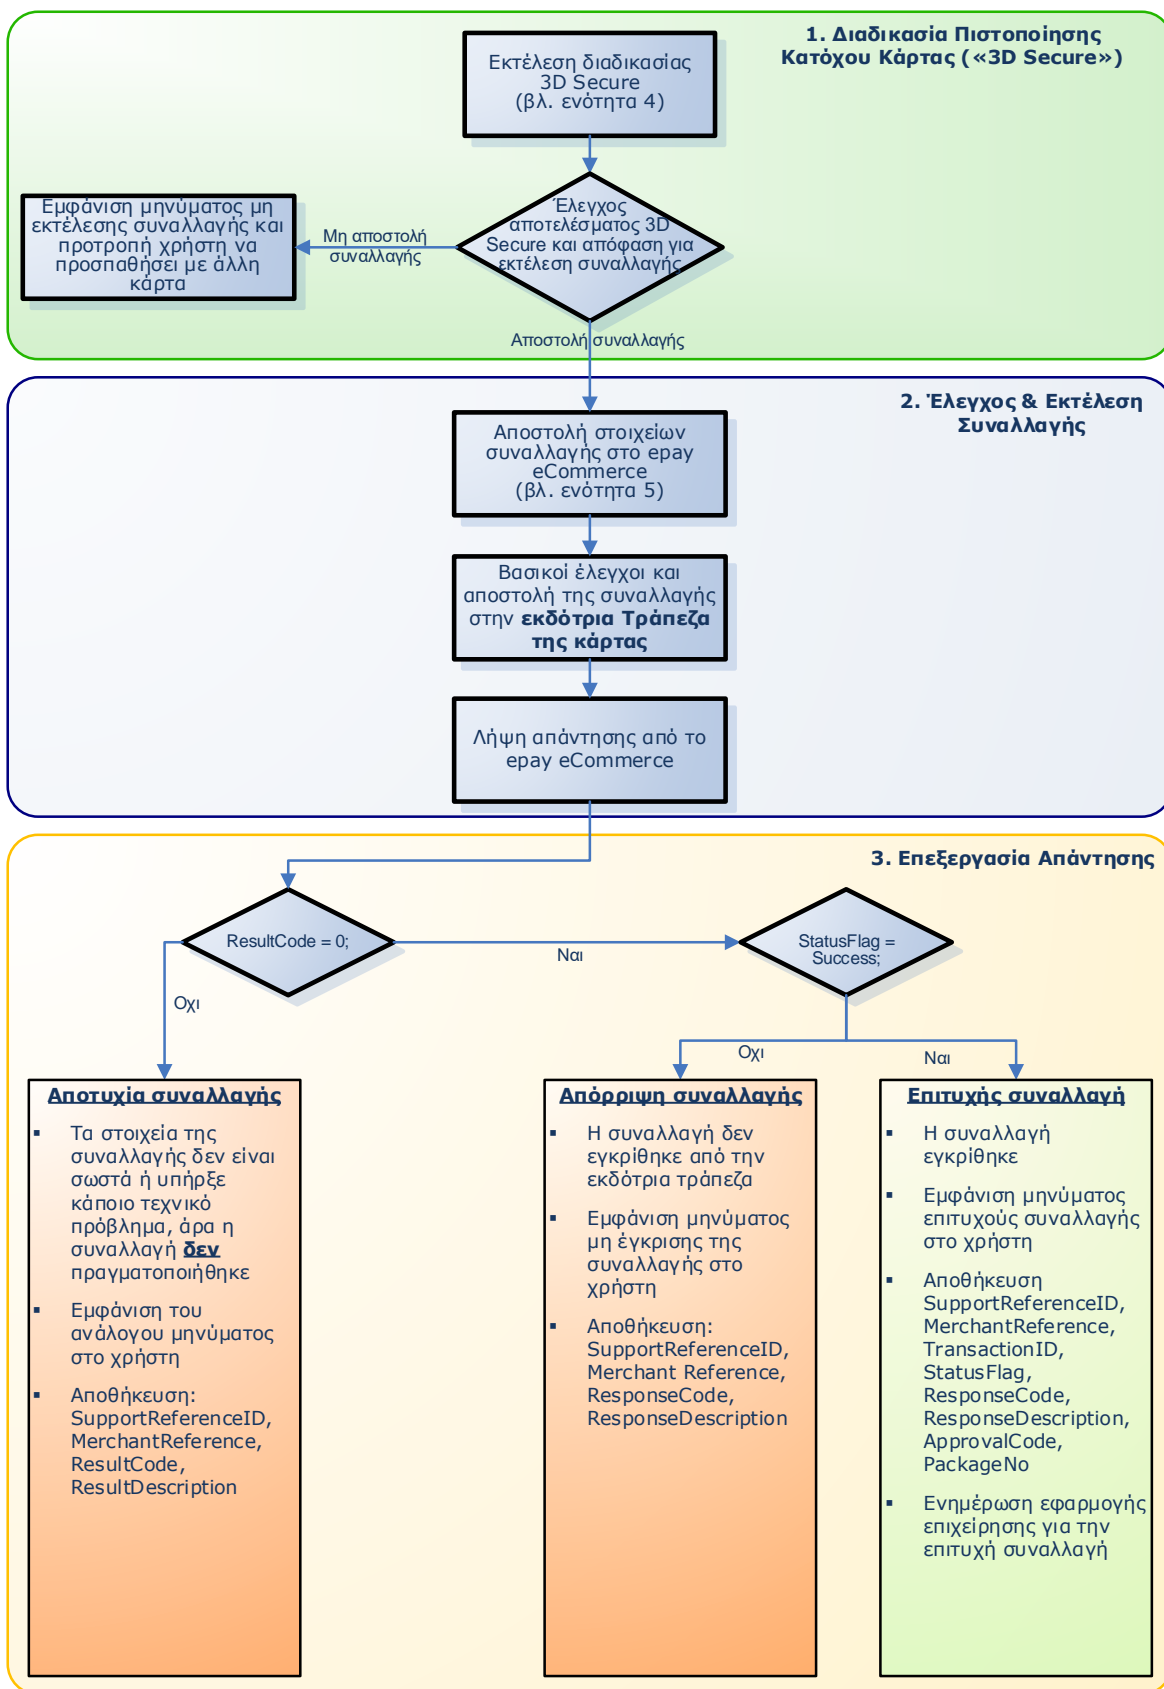 1. Διαδικασία Πιστοποίησης
Κατόχου Κάρτας («3D Secure»)
Εκτέλεση διαδικασίας
3D Secure
(βλ. ενότητα 4)
Έλεγχος
αποτελέσματος 3D
Secure και απόφαση για
εκτέλεση συναλλαγής
Μη αποστολή
συναλλαγής
Εμφάνιση μηνύματος μη
εκτέλεσης συναλλαγής και
προτροπή χρήστη να
προσπαθήσει με άλλη
κάρτα
Αποστολή συναλλαγής
2. Έλεγχος & Εκτέλεση
Συναλλαγής
Αποστολή στοιχείων
συναλλαγής στο epay
eCommerce
(βλ. ενότητα 5)
Βασικοί έλεγχοι και
αποστολή της συναλλαγής
στην εκδότρια Τράπεζα
της κάρτας
Λήψη απάντησης από το
epay eCommerce
3. Επεξεργασία Απάντησης
ResultCode = 0;
Ναι
StatusFlag =
Success;
Οχι
Οχι
Ναι
Αποτυχία συναλλαγής
▪ Τα στοιχεία της
συναλλαγής δεν είναι
σωστά ή υπήρξε
κάποιο τεχνικό
πρόβλημα, άρα η
συναλλαγή δεν
πραγματοποιήθηκε
▪ Εμφάνιση του
ανάλογου μηνύματος
στο χρήστη
▪ Αποθήκευση:
SupportReferenceID,
MerchantReference,
ResultCode,
ResultDescription
Απόρριψη συναλλαγής
▪ Η συναλλαγή δεν
εγκρίθηκε από την
εκδότρια τράπεζα
▪ Εμφάνιση μηνύματος
μη έγκρισης της
συναλλαγής στο
χρήστη
▪ Αποθήκευση:
SupportReferenceID,
Merchant Reference,
ResponseCode,
ResponseDescription
Επιτυχής συναλλαγή
▪ Η συναλλαγή
εγκρίθηκε
▪ Εμφάνιση μηνύματος
επιτυχούς συναλλαγής
στο χρήστη
▪ Αποθήκευση
SupportReferenceID,
MerchantReference,
TransactionID,
StatusFlag,
ResponseCode,
ResponseDescription,
ApprovalCode,
PackageNo
▪ Ενημέρωση εφαρμογής
επιχείρησης για την
επιτυχή συναλλαγή